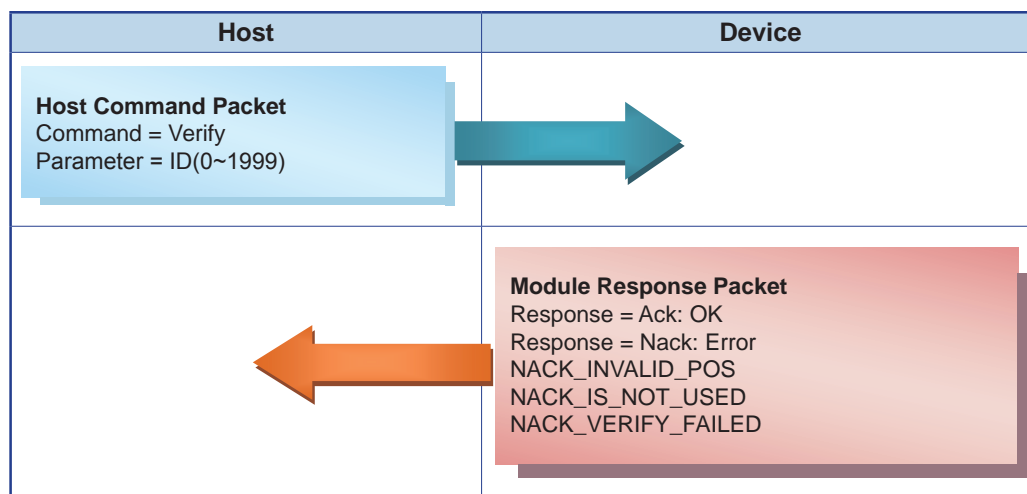 Host
Device
Host Command Packet
Command = Verify
Parameter = ID(0~1999)
Module Response Packet
Response = Ack: OK
Response = Nack: Error
NACK_INVALID_POS
NACK_IS_NOT_USED
NACK_VERIFY_FAILED